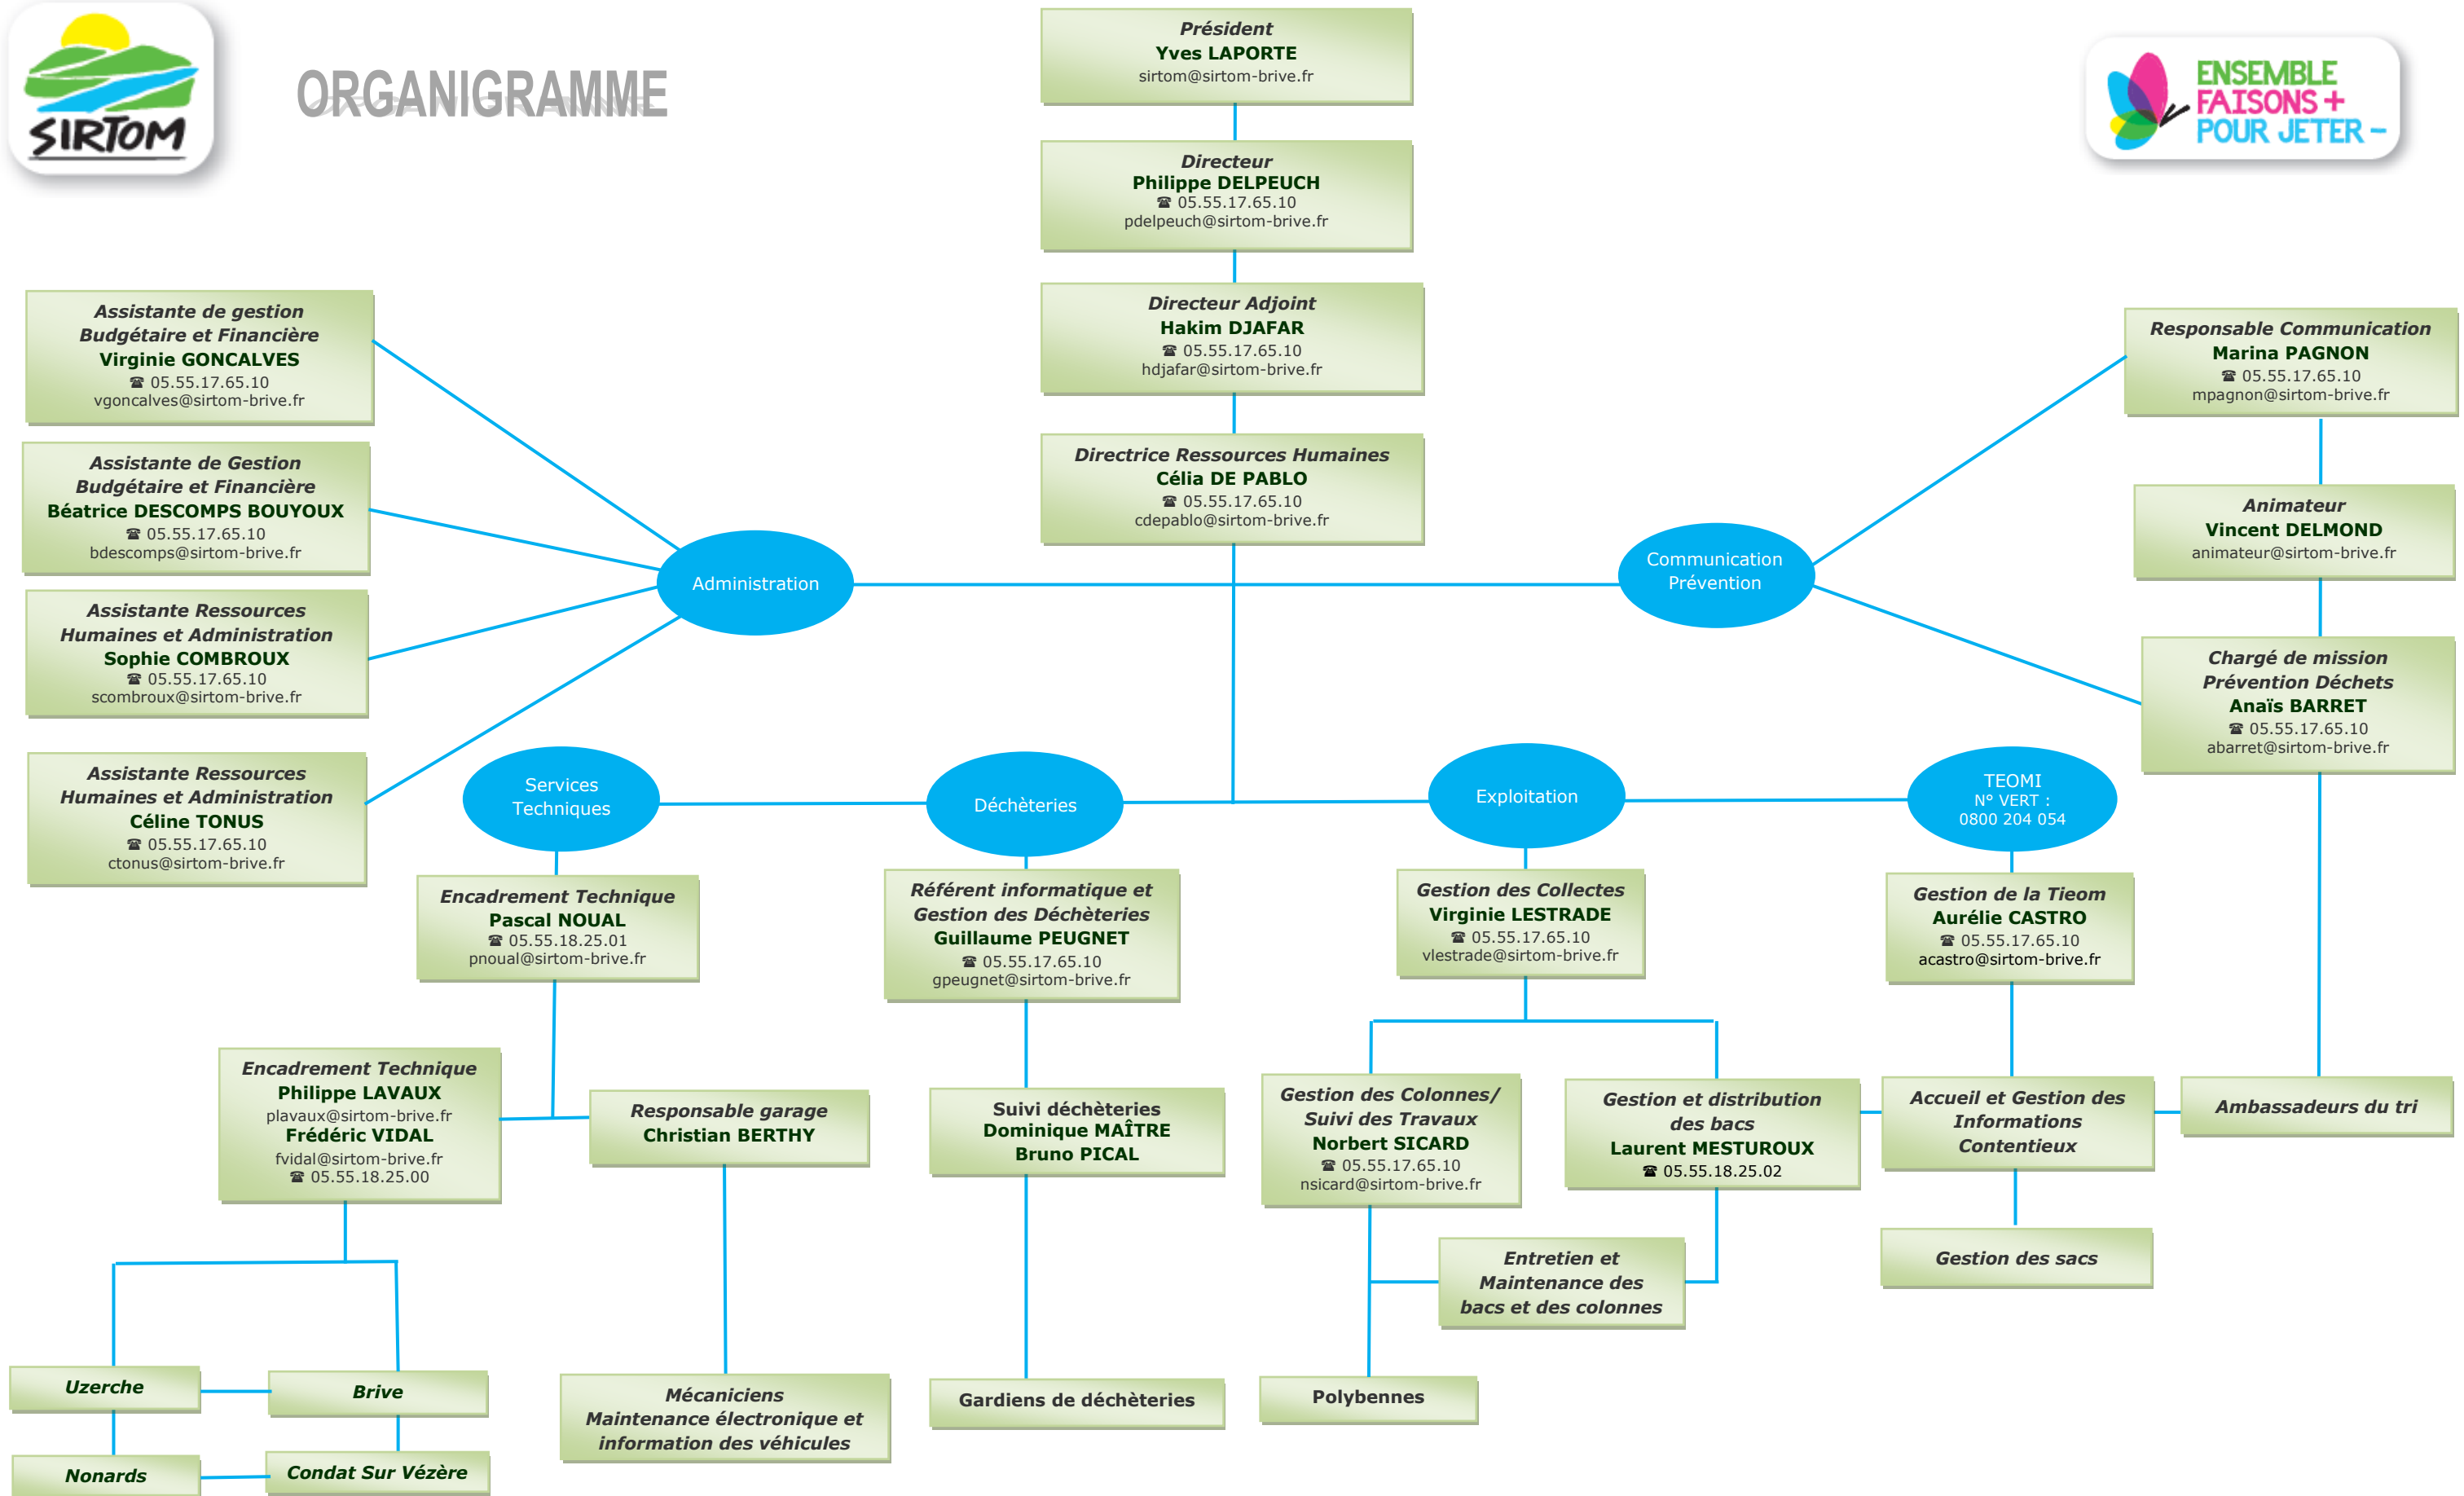 SIRTOM
ORGANIGRAMME
Président
Yves LAPORTE
sirtom@sirtom-brive.fr
ENSEMBLE
FAISONS +
POUR JETER –
Directeur
Philippe DELPEUCH
☎ 05.55.17.65.10
pdelpeuch@sirtom-brive.fr
Directeur Adjoint
Hakim DJAFAR
☎ 05.55.17.65.10
hdjafar@sirtom-brive.fr
Directrice Ressources Humaines
Célia DE PABLO
☎ 05.55.17.65.10
cdepablo@sirtom-brive.fr
Assistante de gestion
Budgétaire et Financière
Virginie GONCALVES
☎ 05.55.17.65.10
vgoncalves@sirtom-brive.fr
Assistante de Gestion
Budgétaire et Financière
Béatrice DESCOMPS BOUYOUX
☎ 05.55.17.65.10
bdescomps@sirtom-brive.fr
Assistante Ressources
Humaines et Administration
Sophie COMBROUX
☎ 05.55.17.65.10
scombroux@sirtom-brive.fr
Assistante Ressources
Humaines et Administration
Céline TONUS
☎ 05.55.17.65.10
ctonus@sirtom-brive.fr
Administration
Communication
Prévention
Responsable Communication
Marina PAGNON
☎ 05.55.17.65.10
mpagnon@sirtom-brive.fr
Animateur
Vincent DELMOND
animateur@sirtom-brive.fr
Chargé de mission
Prévention Déchets
Anaïs BARRET
☎ 05.55.17.65.10
abarret@sirtom-brive.fr
Services
Techniques
Déchèteries
Exploitation
TEOMI
N° VERT :
0800 204 054
Encadrement Technique
Pascal NOUAL
☎ 05.55.18.25.01
pnoual@sirtom-brive.fr
Référent informatique et
Gestion des Déchèteries
Guillaume PEUGNET
☎ 05.55.17.65.10
gpeugnet@sirtom-brive.fr
Gestion des Collectes
Virginie LESTRADE
☎ 05.55.17.65.10
vlestrade@sirtom-brive.fr
Gestion de la Tieom
Aurélie CASTRO
☎ 05.55.17.65.10
acastro@sirtom-brive.fr
Encadrement Technique
Philippe LAVAUX
plavaux@sirtom-brive.fr
Frédéric VIDAL
fvidal@sirtom-brive.fr
☎ 05.55.18.25.00
Responsable garage
Christian BERTHY
Suivi déchèteries
Dominique MAÎTRE
Bruno PICAL
Gestion des Colonnes/
Suivi des Travaux
Norbert SICARD
☎ 05.55.17.65.10
nsicard@sirtom-brive.fr
Gestion et distribution
des bacs
Laurent MESTUROUX
☎ 05.55.18.25.02
Accueil et Gestion des
Informations
Contentieux
Ambassadeurs du tri
Entretien et
Maintenance des
bacs et des colonnes
Gestion des sacs
Uzerche
Brive
Nonards
Condat Sur Vézère
Mécaniciens
Maintenance électronique et
information des véhicules
Gardiens de déchèteries
Polybennes